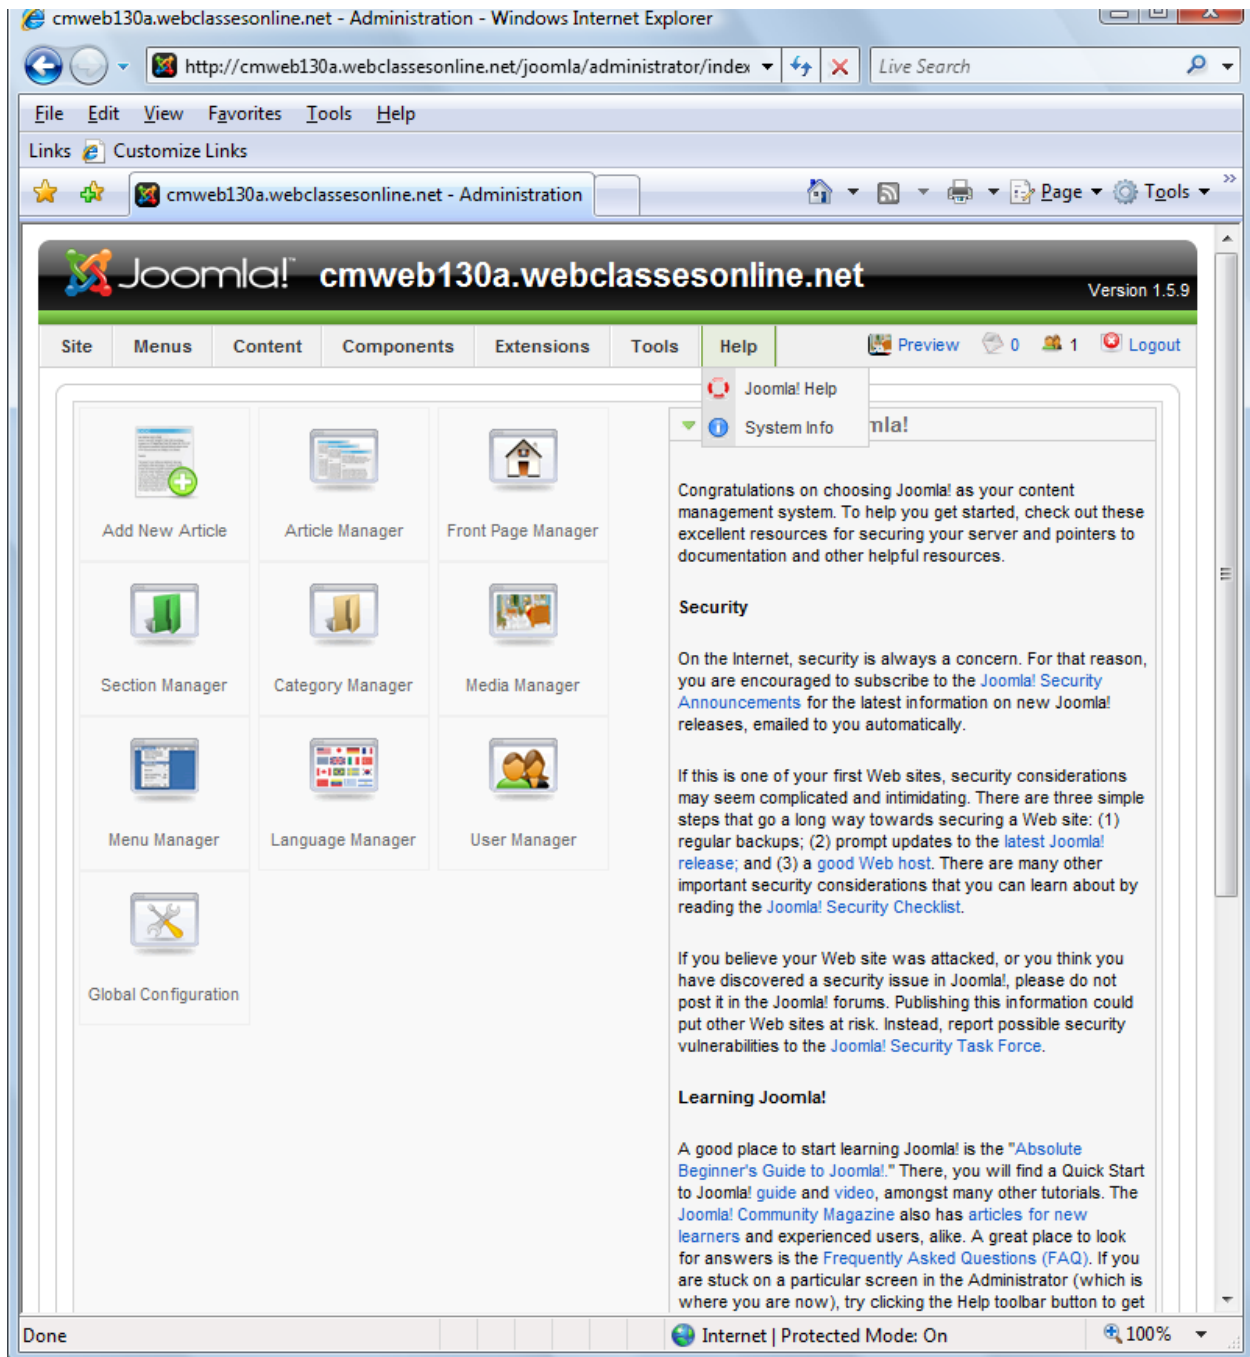 cmweb130a.webclassesonline.net - Administration - Windows Internet Explorer
http://cmweb130a.webclassesonline.net/joomla/administrator/index
Live Search
File Edit View Favorites Tools Help
Links Customize Links
cmweb130a.webclassesonline.net - Administration
Page Tools
Joomla!™ cmweb130a.webclassesonline.net
Version 1.5.9
Site Menus Content Components Extensions Tools Help Preview 0 1 Logout
Joomla! Help
System Info
mla!
Add New Article Article Manager Front Page Manager
Section Manager Category Manager Media Manager
Menu Manager Language Manager User Manager
Global Configuration
Congratulations on choosing Joomla! as your content
management system. To help you get started, check out these
excellent resources for securing your server and pointers to
documentation and other helpful resources.
Security
On the Internet, security is always a concern. For that reason,
you are encouraged to subscribe to the Joomla! Security
Announcements for the latest information on new Joomla!
releases, emailed to you automatically.
If this is one of your first Web sites, security considerations
may seem complicated and intimidating. There are three simple
steps that go a long way towards securing a Web site: (1)
regular backups; (2) prompt updates to the latest Joomla!
release; and (3) a good Web host. There are many other
important security considerations that you can learn about by
reading the Joomla! Security Checklist.
If you believe your Web site was attacked, or you think you
have discovered a security issue in Joomla!, please do not
post it in the Joomla! forums. Publishing this information could
put other Web sites at risk. Instead, report possible security
vulnerabilities to the Joomla! Security Task Force.
Learning Joomla!
A good place to start learning Joomla! is the "Absolute
Beginner's Guide to Joomla!." There, you will find a Quick Start
to Joomla! guide and video, amongst many other tutorials. The
Joomla! Community Magazine also has articles for new
learners and experienced users, alike. A great place to look
for answers is the Frequently Asked Questions (FAQ). If you
are stuck on a particular screen in the Administrator (which is
where you are now), try clicking the Help toolbar button to get
Done Internet | Protected Mode: On 100%